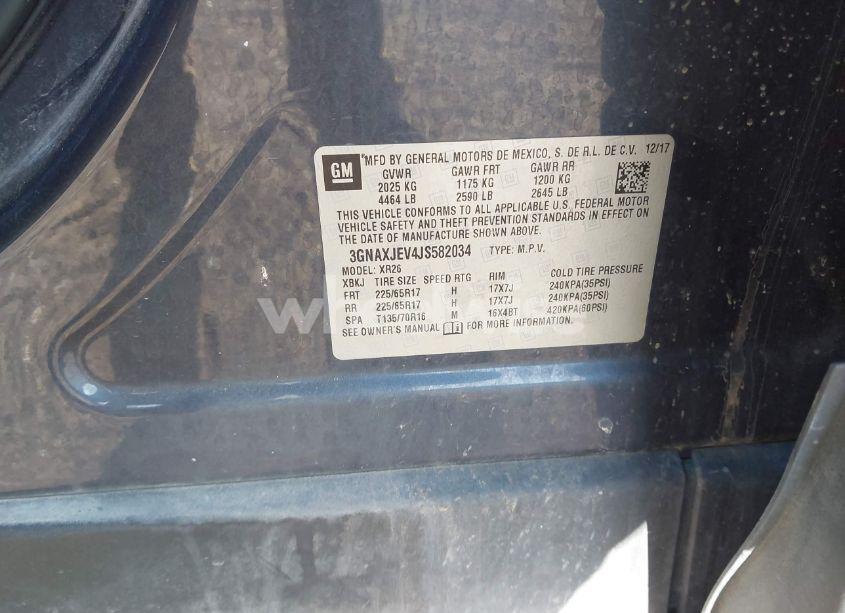 GM *MFD BY GENERAL MOTORS DE MEXICO, S. DE R.L. DE C.V. 12/17
GVWR GAWR FRT GAWR RR
2025 KG 1175 KG 1200 KG
4464 LB 2590 LB 2645 LB
THIS VEHICLE CONFORMS TO ALL APPLICABLE U.S. FEDERAL MOTOR
VEHICLE SAFETY AND THEFT PREVENTION STANDARDS IN EFFECT ON
THE DATE OF MANUFACTURE SHOWN ABOVE.
3GNAXJEV4JS582034 TYPE: M.P.V.
MODEL: XR26
XBKJ TIRE SIZE SPEED RTG RIM COLD TIRE PRESSURE
FRT 225/65R17 H 17X7J 240KPA(35PSI)
RR 225/65R17 H 17X7J 240KPA(35PSI)
SPA T135/70R16 M 16X4BT 420KPA(60PSI)
SEE OWNER'S MANUAL FOR MORE INFORMATION.